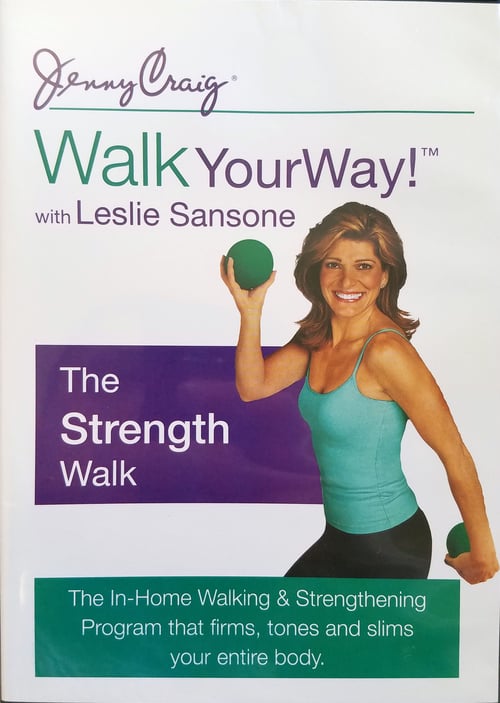 Jenny Craig®
Walk YourWay!™
with Leslie Sansone
The
Strength
Walk
The In-Home Walking & Strengthening
Program that firms, tones and slims
your entire body.